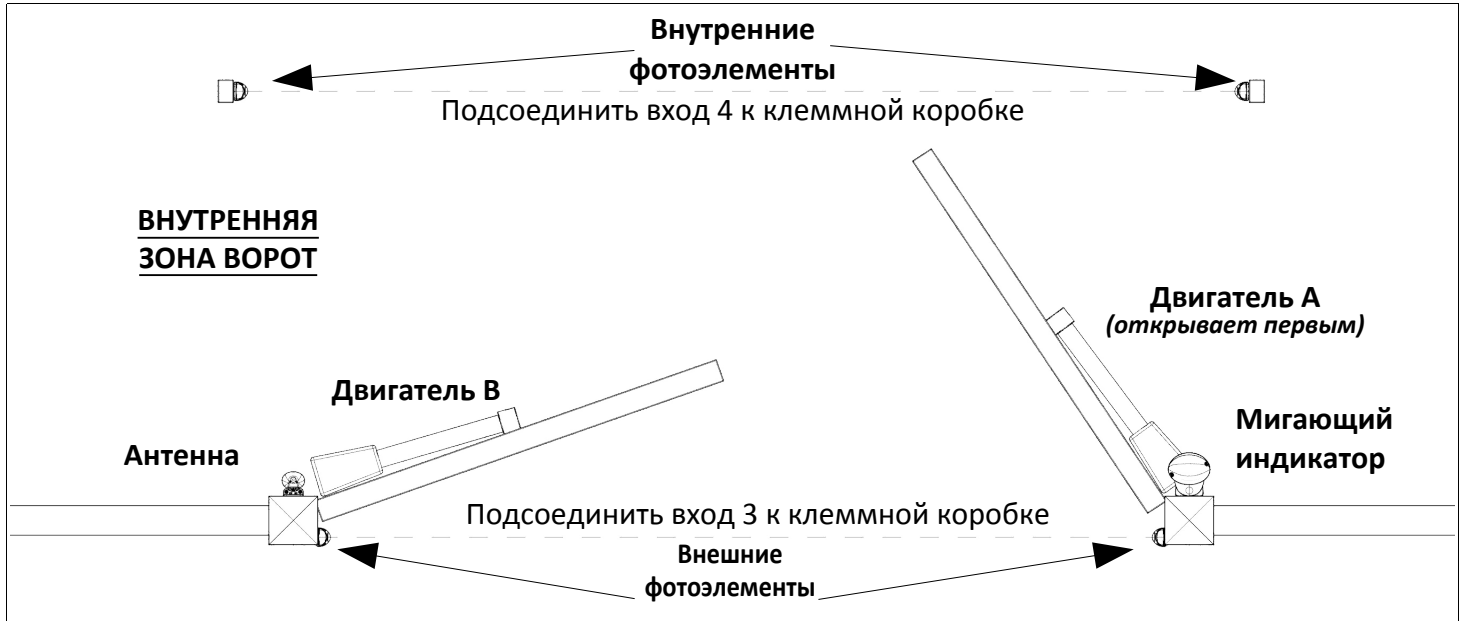 Внутренние
фотоэлементы
Подсоединить вход 4 к клеммной коробке
ВНУТРЕННЯЯ
ЗОНА ВОРОТ
Двигатель A
(открывает первым)
Двигатель B
Антенна
Мигающий
индикатор
Подсоединить вход 3 к клеммной коробке
Внешние
фотоэлементы